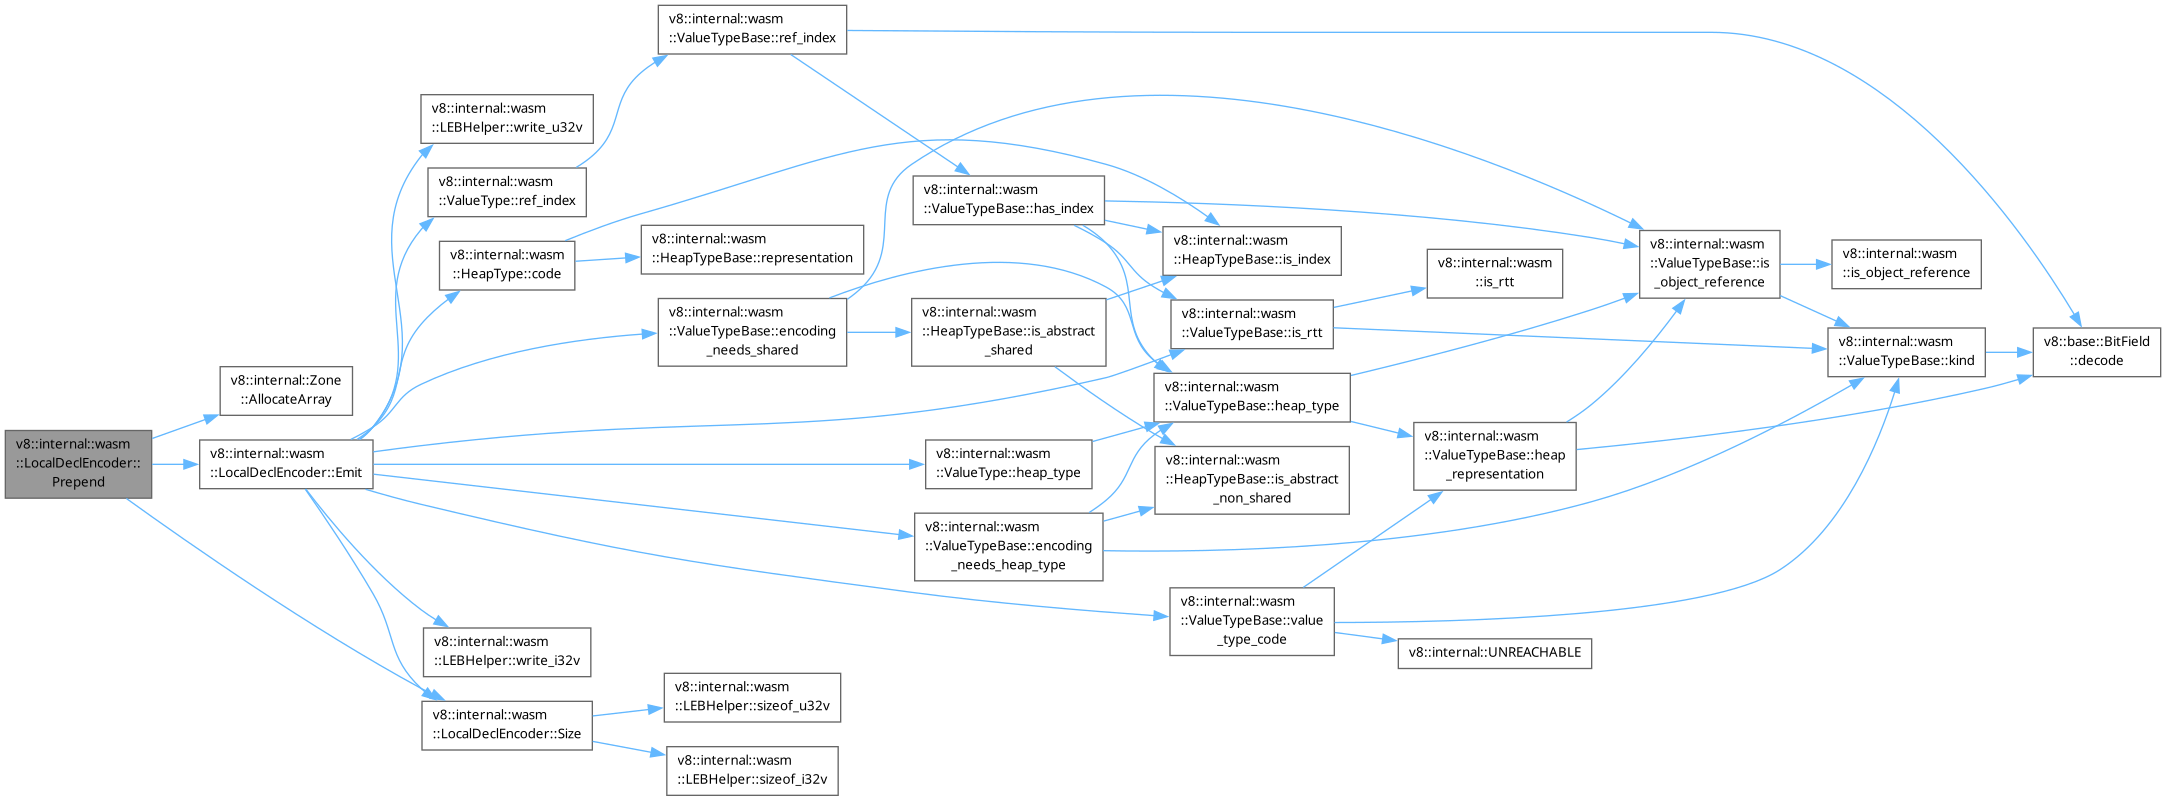 v8::internal::wasm
::LocalDeclEncoder::
Prepend
v8::internal::Zone
::AllocateArray
v8::internal::wasm
::LocalDeclEncoder::Emit
v8::internal::wasm
::LEBHelper::write_u32v
v8::internal::wasm
::ValueType::ref_index
v8::internal::wasm
::HeapType::code
v8::internal::wasm
::LEBHelper::write_i32v
v8::internal::wasm
::LocalDeclEncoder::Size
v8::internal::wasm
::ValueTypeBase::ref_index
v8::internal::wasm
::HeapTypeBase::representation
v8::internal::wasm
::ValueTypeBase::encoding
_needs_shared
v8::internal::wasm
::LEBHelper::sizeof_u32v
v8::internal::wasm
::LEBHelper::sizeof_i32v
v8::internal::wasm
::ValueTypeBase::has_index
v8::internal::wasm
::HeapTypeBase::is_abstract
_shared
v8::internal::wasm
::ValueType::heap_type
v8::internal::wasm
::ValueTypeBase::encoding
_needs_heap_type
v8::internal::wasm
::HeapTypeBase::is_index
v8::internal::wasm
::ValueTypeBase::is_rtt
v8::internal::wasm
::ValueTypeBase::heap_type
v8::internal::wasm
::HeapTypeBase::is_abstract
_non_shared
v8::internal::wasm
::ValueTypeBase::value
_type_code
v8::internal::wasm
::is_rtt
v8::internal::wasm
::ValueTypeBase::heap
_representation
v8::internal::UNREACHABLE
v8::internal::wasm
::ValueTypeBase::is
_object_reference
v8::internal::wasm
::is_object_reference
v8::internal::wasm
::ValueTypeBase::kind
v8::base::BitField
::decode